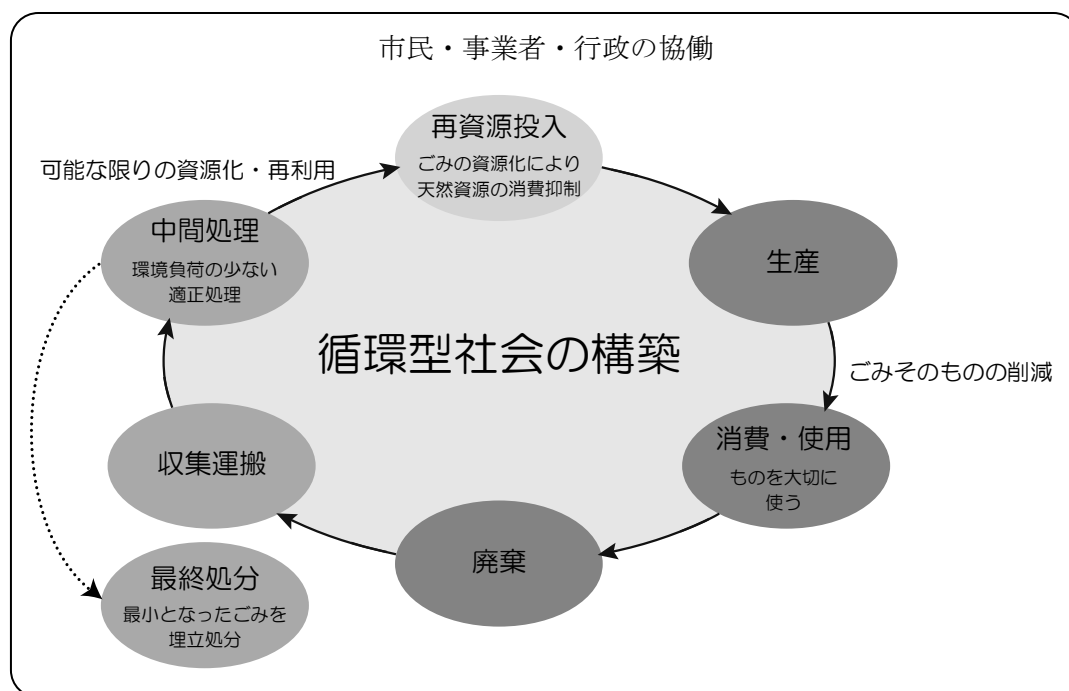 市民・事業者・行政の協働
再資源投入
ごみの資源化により
天然資源の消費抑制
可能な限りの資源化・再利用
中間処理
環境負荷の少ない
適正処理
生産
循環型社会の構築
ごみそのものの削減
消費・使用
ものを大切に
使う
収集運搬
廃棄
最終処分
最小となったごみを
埋立処分